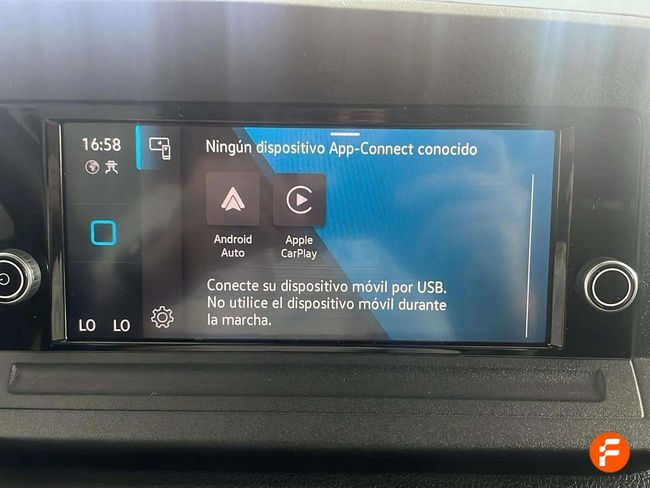 16:58
Ningún dispositivo App-Connect conocido
Android
Auto
Apple
CarPlay
Conecte su dispositivo móvil por USB.
No utilice el dispositivo móvil durante
la marcha.
LO LO